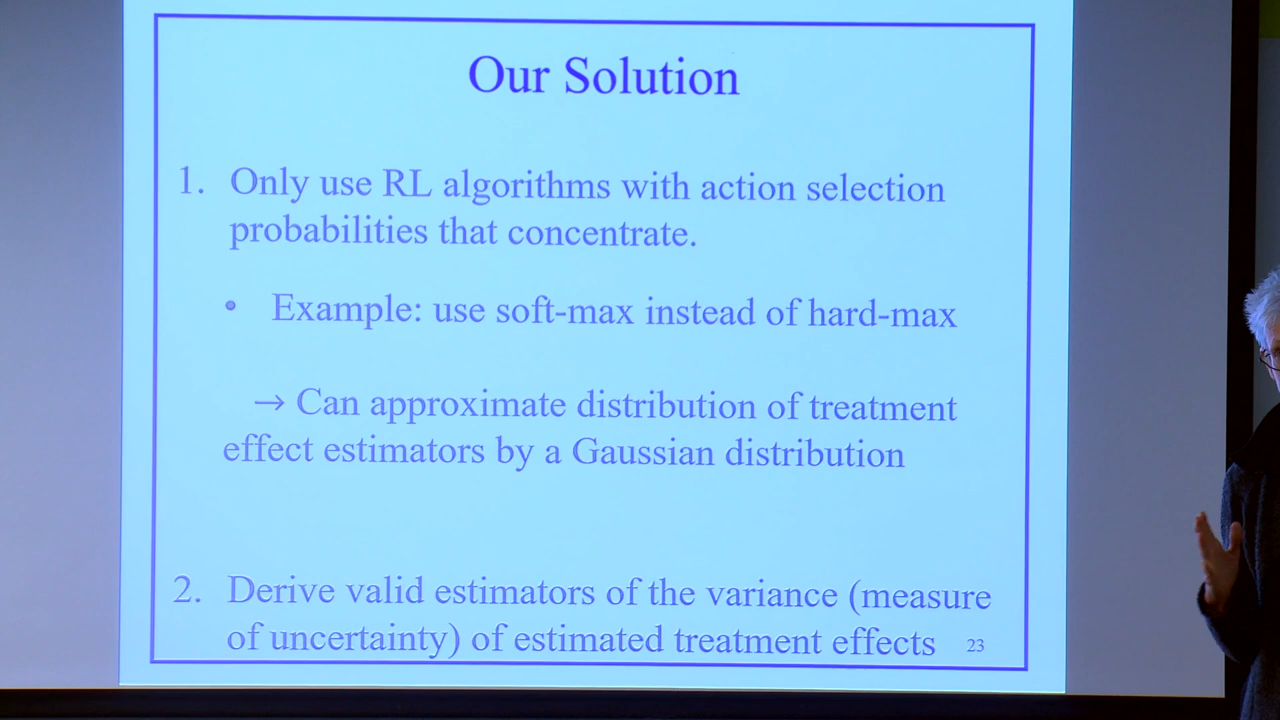 Our Solution
1. Only use RL algorithms with action selection
probabilities that concentrate.
• Example: use soft-max instead of hard-max
→ Can approximate distribution of treatment
effect estimators by a Gaussian distribution
2. Derive valid estimators of the variance (measure
of uncertainty) of estimated treatment effects
23